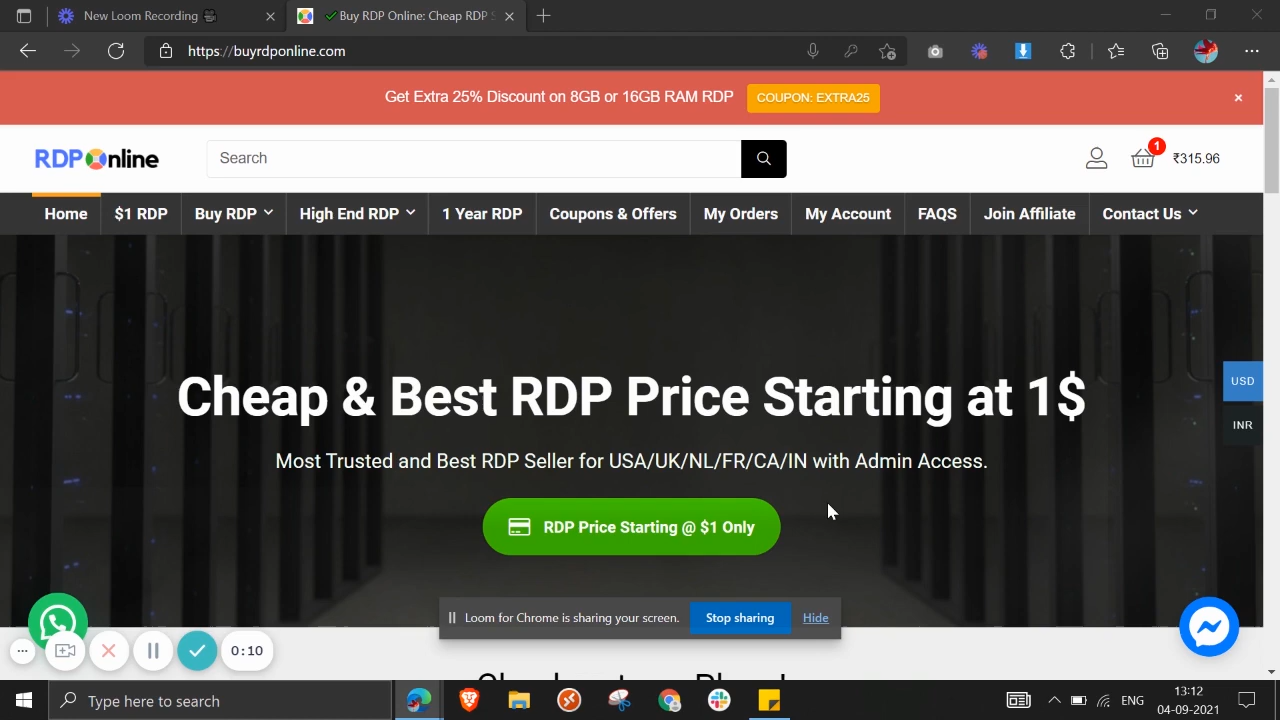 New Loom Recording
✓Buy RDP Online: Cheap RDP S
https://buyrdponline.com
Get Extra 25% Discount on 8GB or 16GB RAM RDP
COUPON: EXTRA25
×
RDP Online
Search
1
₹315.96
Home
$1 RDP
Buy RDP
High End RDP
1 Year RDP
Coupons & Offers
My Orders
My Account
FAQS
Join Affiliate
Contact Us
Cheap & Best RDP Price Starting at 1$
USD
INR
Most Trusted and Best RDP Seller for USA/UK/NL/FR/CA/IN with Admin Access.
RDP Price Starting @ $1 Only
Loom for Chrome is sharing your screen.
Stop sharing
Hide
0:10
Type here to search
ENG
13:12
04-09-2021